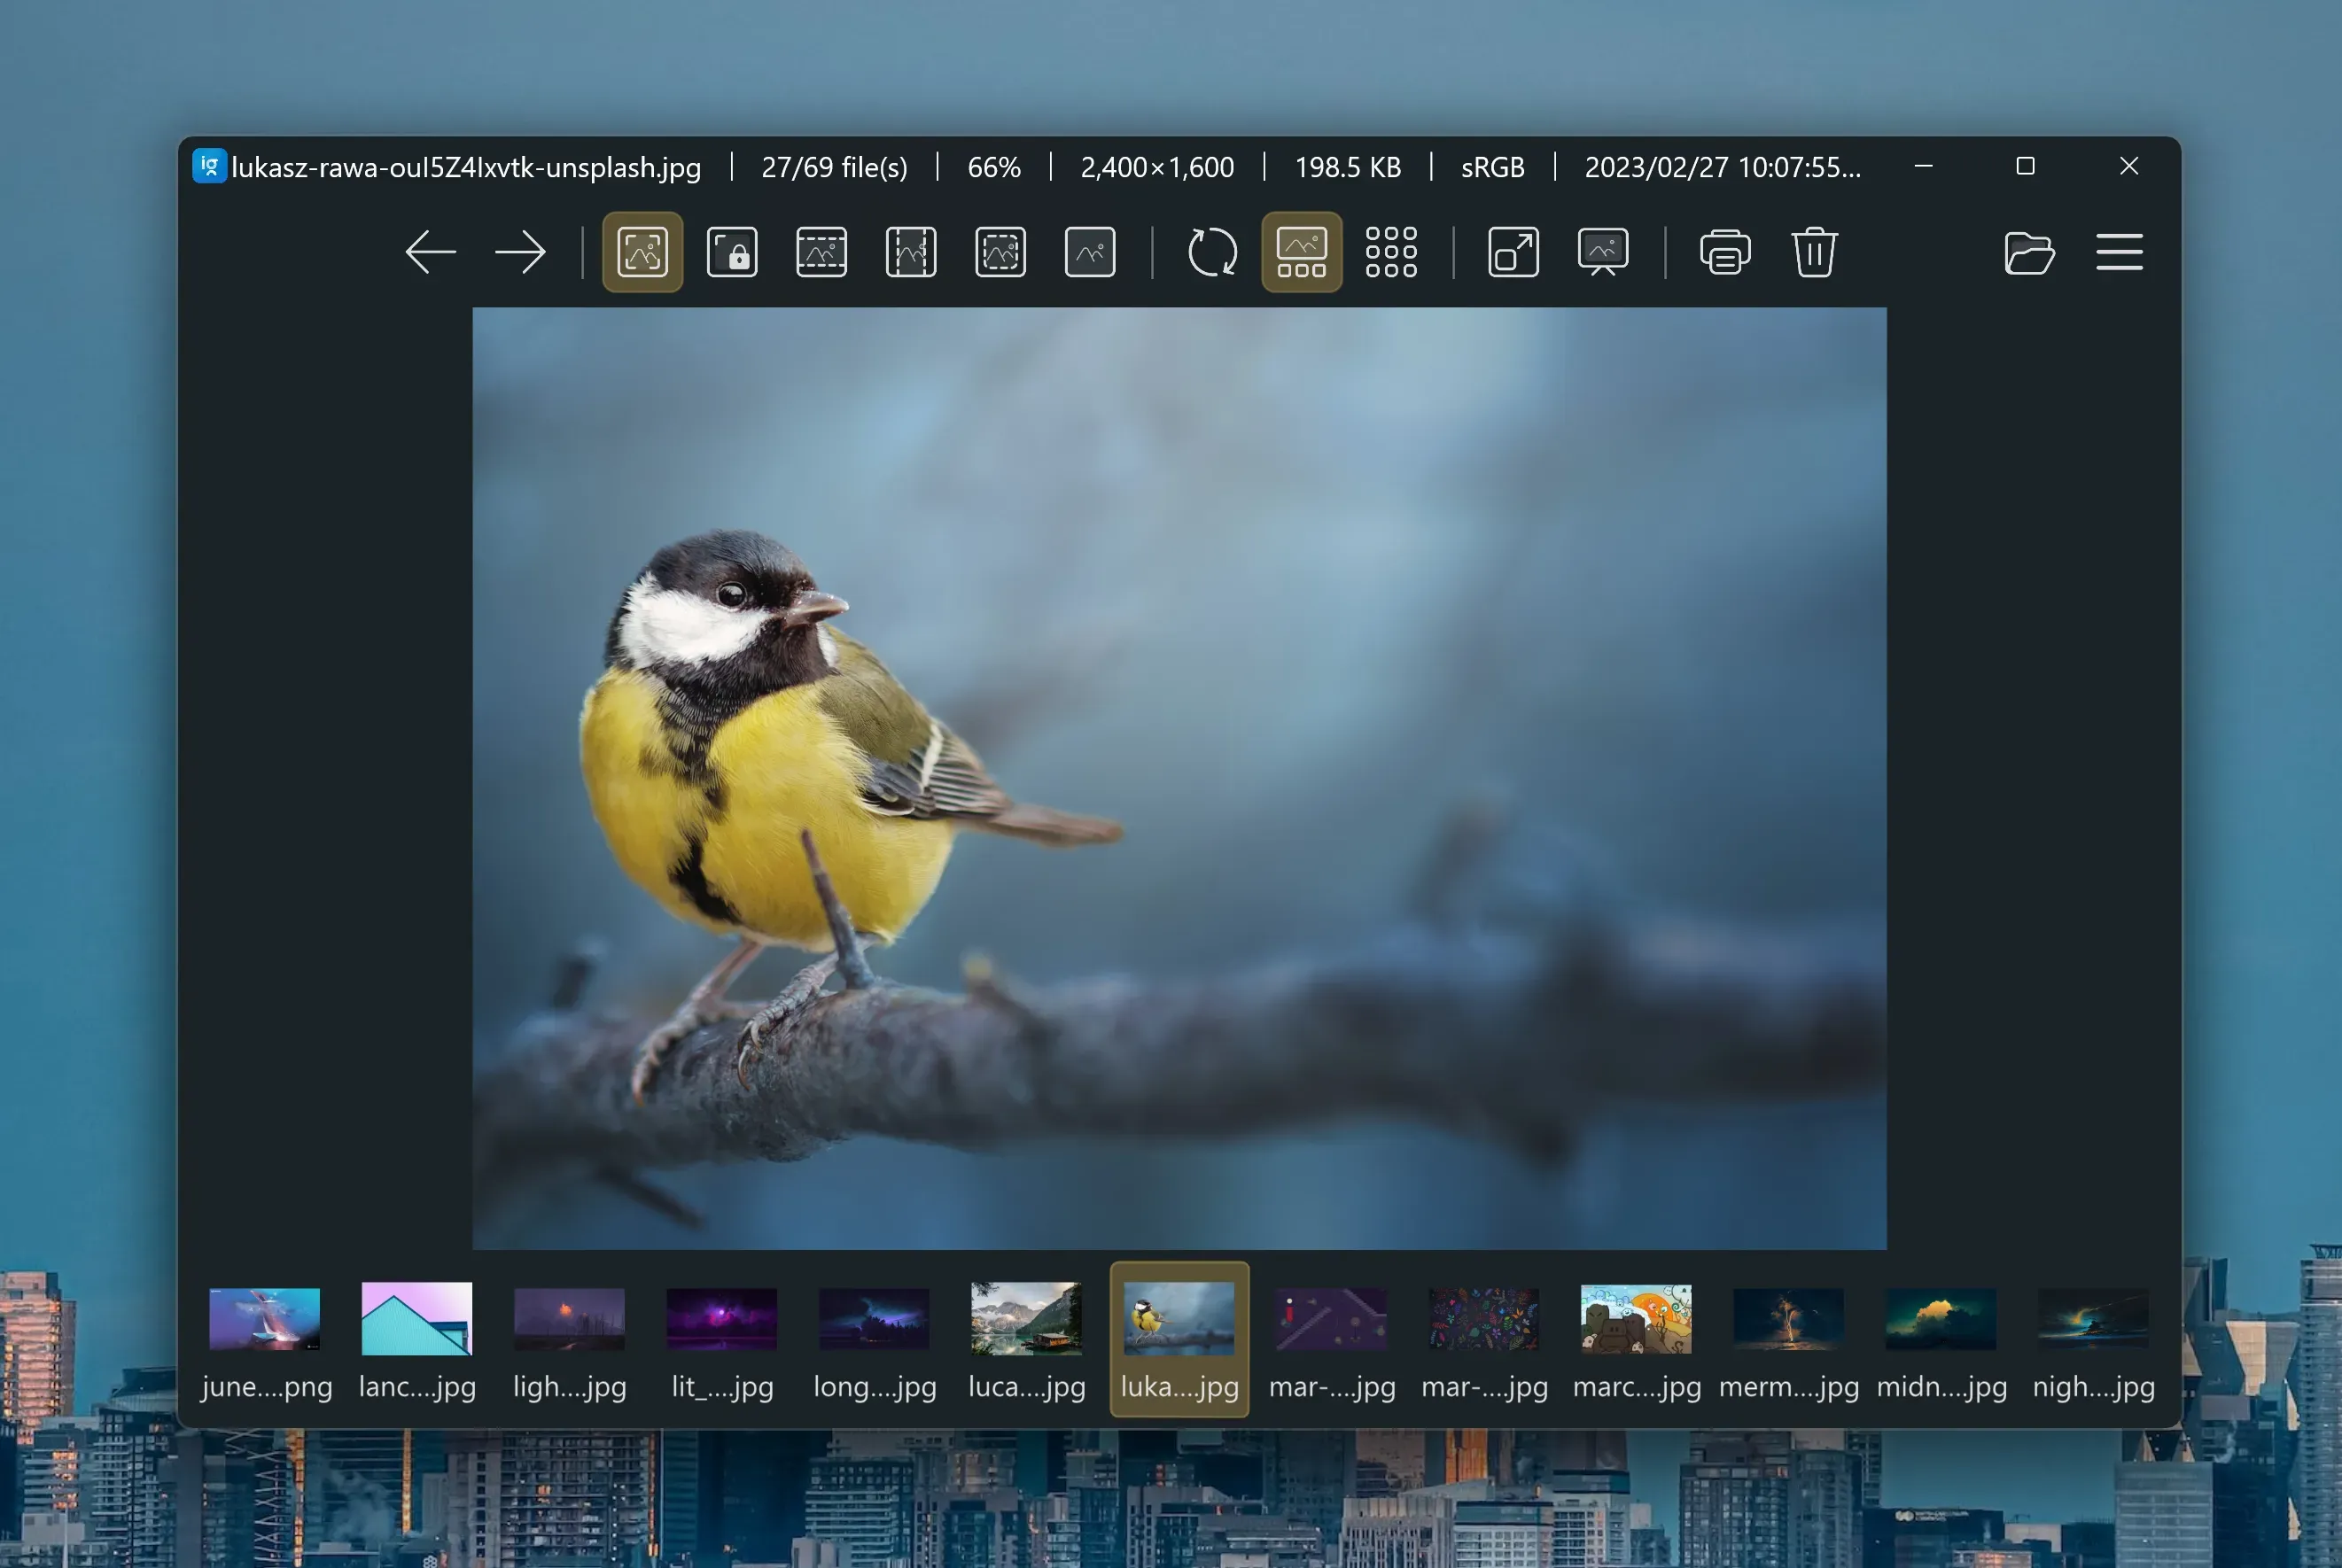 ig lukasz-rawa-ouI5Z4Ixvtk-unsplash.jpg | 27/69 file(s) | 66% | 2,400×1,600 | 198.5 KB | sRGB | 2023/02/27 10:07:55...
june....png lanc....jpg ligh....jpg lit_....jpg long....jpg luca....jpg luka....jpg mar-....jpg mar-....jpg marc....jpg merm....jpg midn....jpg nigh....jpg